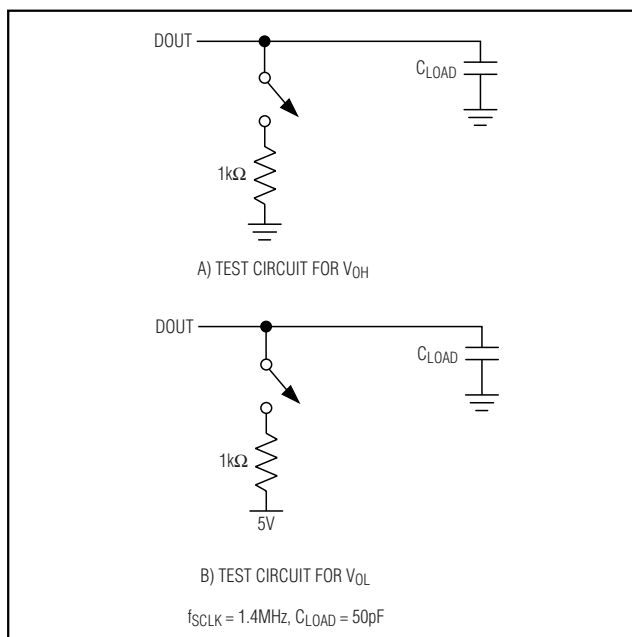 DOUT
C_LOAD
1kΩ
A) TEST CIRCUIT FOR V_OH
DOUT
C_LOAD
1kΩ
5V
B) TEST CIRCUIT FOR V_OL
f_SCLK = 1.4MHz, C_LOAD = 50pF